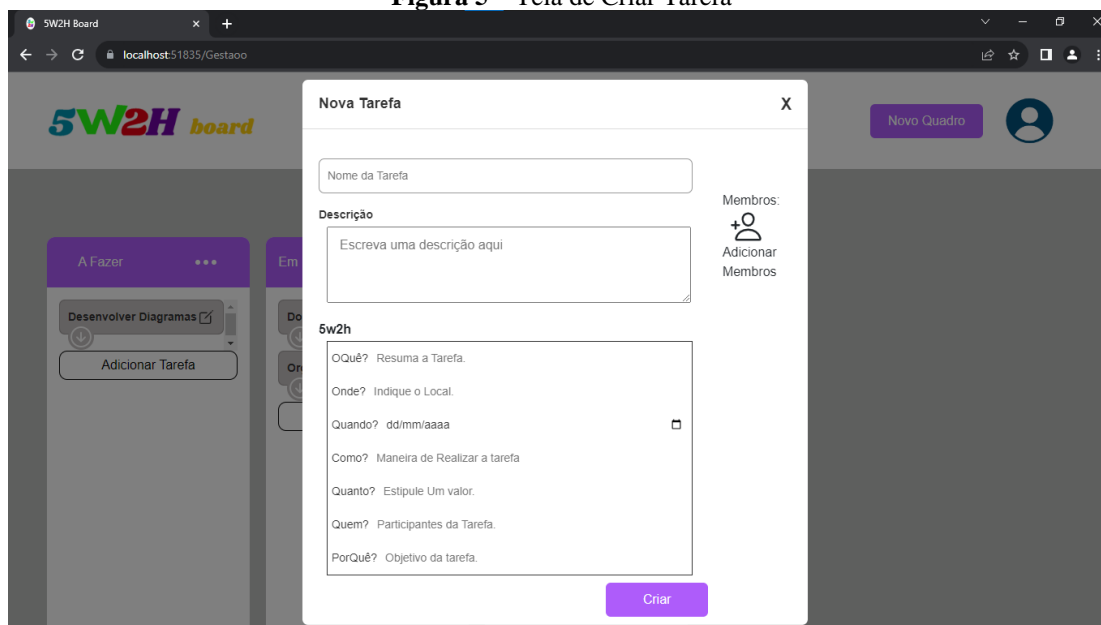 Figura 5 – Tela de Criar Tarefa
5W2H Board
localhost:51835/Gestaoo
5W2H board
Nova Tarefa
X
Novo Quadro
Nome da Tarefa
Descrição
Escreva uma descrição aqui
Membros:
Adicionar
Membros
A Fazer
Em
Desenvolver Diagramas
Do
Adicionar Tarefa
5w2h
OQuê? Resuma a Tarefa.
Onde? Indique o Local.
Quando? dd/mm/aaaa
Como? Maneira de Realizar a tarefa
Quanto? Estipule Um valor.
Quem? Participantes da Tarefa.
PorQuê? Objetivo da tarefa.
Criar